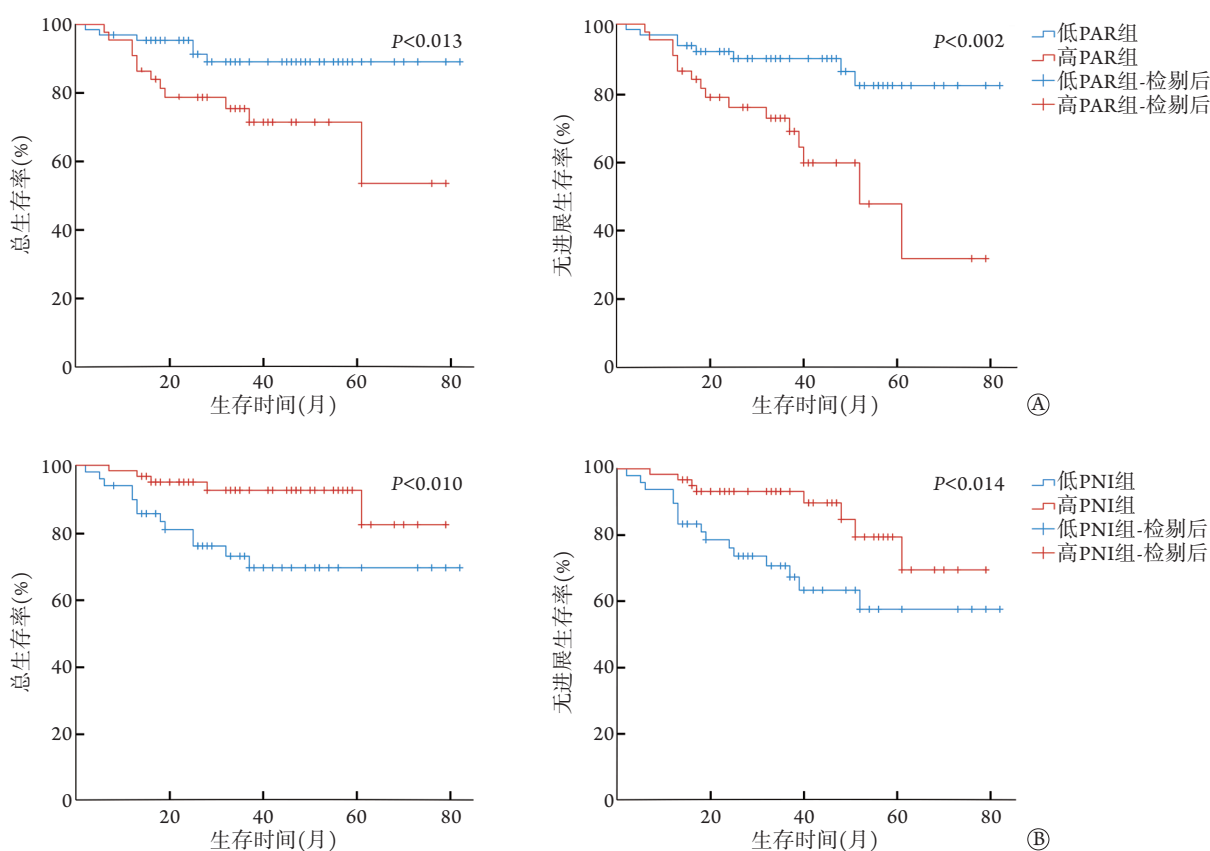 100
80
60
40
20
0
总生存率(%)
P<0.013
20 40 60 80
生存时间(月)
100
80
60
40
20
0
无进展生存率(%)
P<0.002
20 40 60 80
生存时间(月)
低PAR组
高PAR组
低PAR组-检剔后
高PAR组-检剔后
Ⓐ
100
80
60
40
20
0
总生存率(%)
P<0.010
20 40 60 80
生存时间(月)
100
80
60
40
20
0
无进展生存率(%)
P<0.014
20 40 60 80
生存时间(月)
低PNI组
高PNI组
低PNI组-检剔后
高PNI组-检剔后
Ⓑ